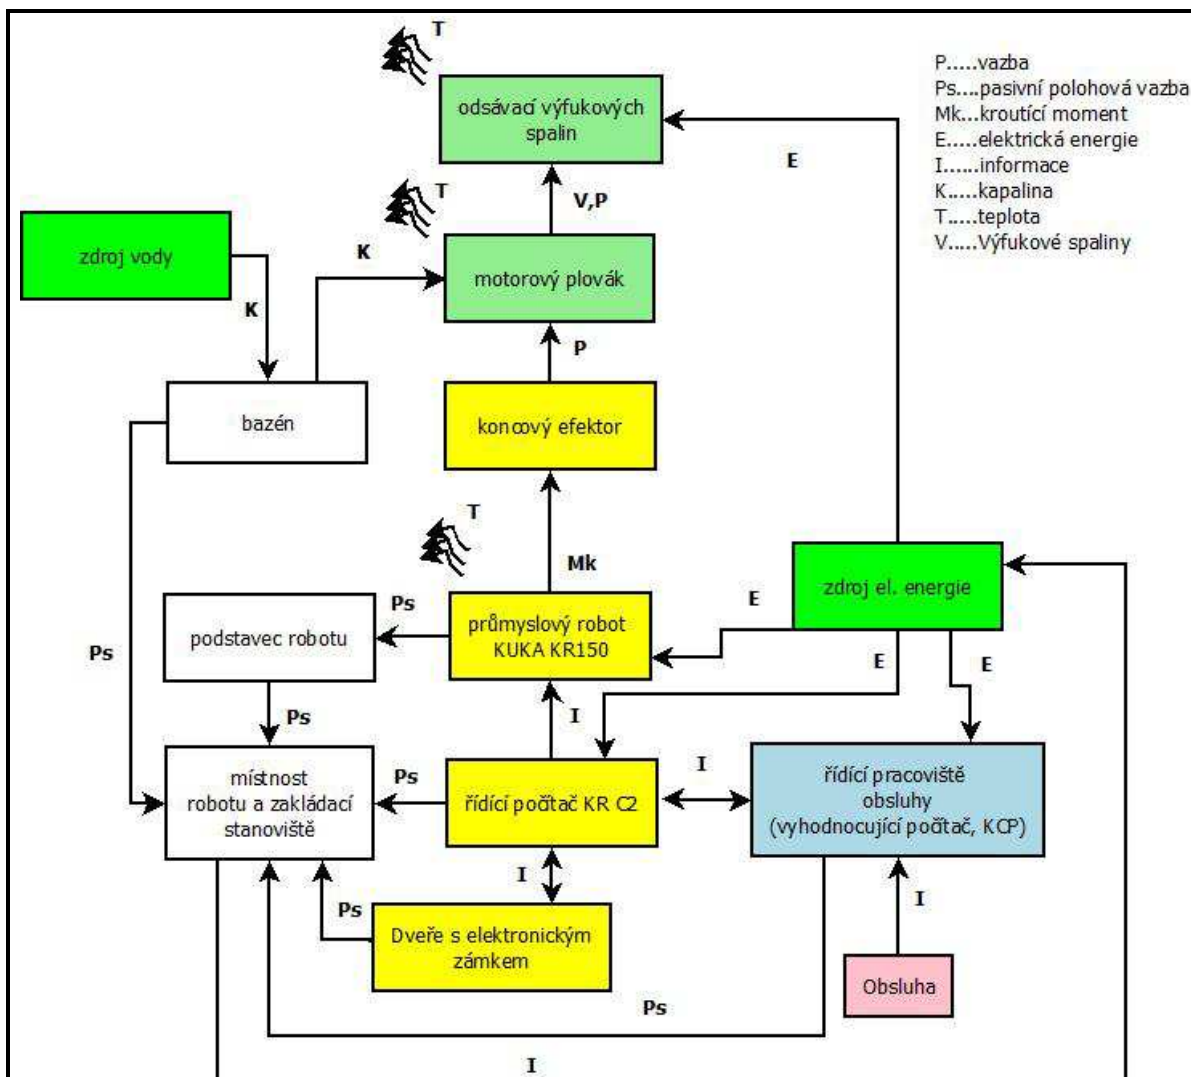 T
odsávací výfukových
spalin
P.....vazba
Ps....pasivní polohová vazba
Mk...kroutící moment
E.....elektrická energie
I......informace
K.....kapalina
T.....teplota
V.....Výfukové spaliny
E
T
V,P
zdroj vody
K
motorový plovák
K
P
bazén
koncový efektor
T
Mk
zdroj el. energie
Ps
E
podstavec robotu
průmyslový robot
KUKA KR150
Ps
E
E
Ps
I
místnost
robotu a zakládací
stanoviště
Ps
řídící počítač KR C2
I
řídící pracoviště
obsluhy
(vyhodnocující počítač, KCP)
I
Ps
I
Dveře s elektronickým
zámkem
Obsluha
Ps
I